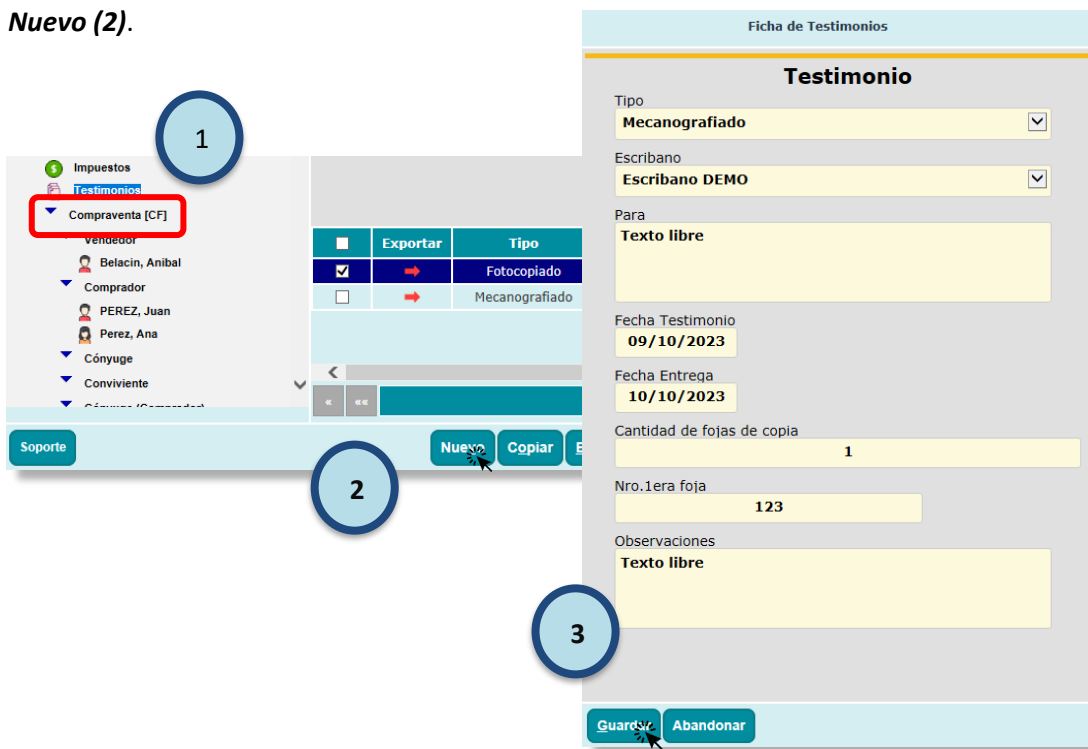 Nuevo (2).
1
Impuestos
Testimonios
Compraventa [CF]
Vendedor
Belacin, Anibal
Comprador
PEREZ, Juan
Perez, Ana
Cónyuge
Conviviente
Cónyuge (Comprador)
Exportar Tipo
Fotocopiado
Mecanografiado
« ««
Soporte
Nuevo Copiar E
2
Ficha de Testimonios
Testimonio
Tipo
Mecanografiado
Escribano
Escribano DEMO
Para
Texto libre
Fecha Testimonio
09/10/2023
Fecha Entrega
10/10/2023
Cantidad de fojas de copia
1
Nro.1era foja
123
Observaciones
Texto libre
3
Guardar Abandonar